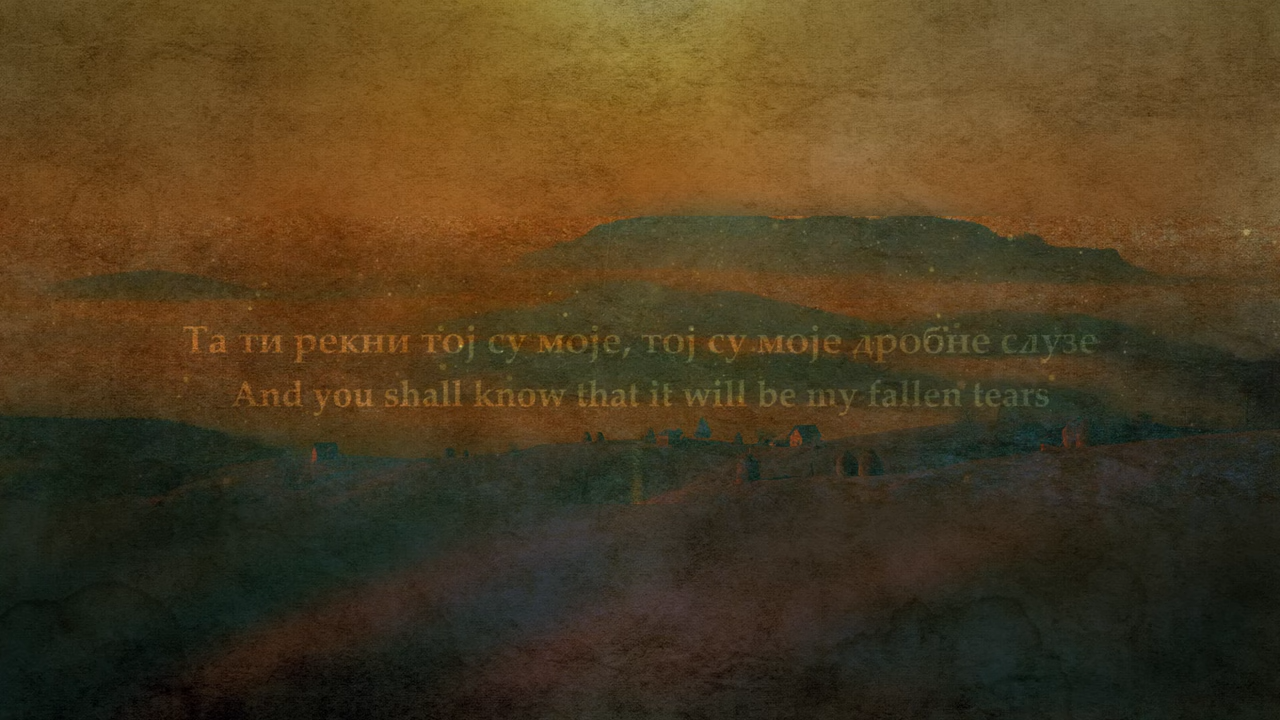 Та ти рекни тој су моје, тој су моје дробне слузе
And you shall know that it will be my fallen tears